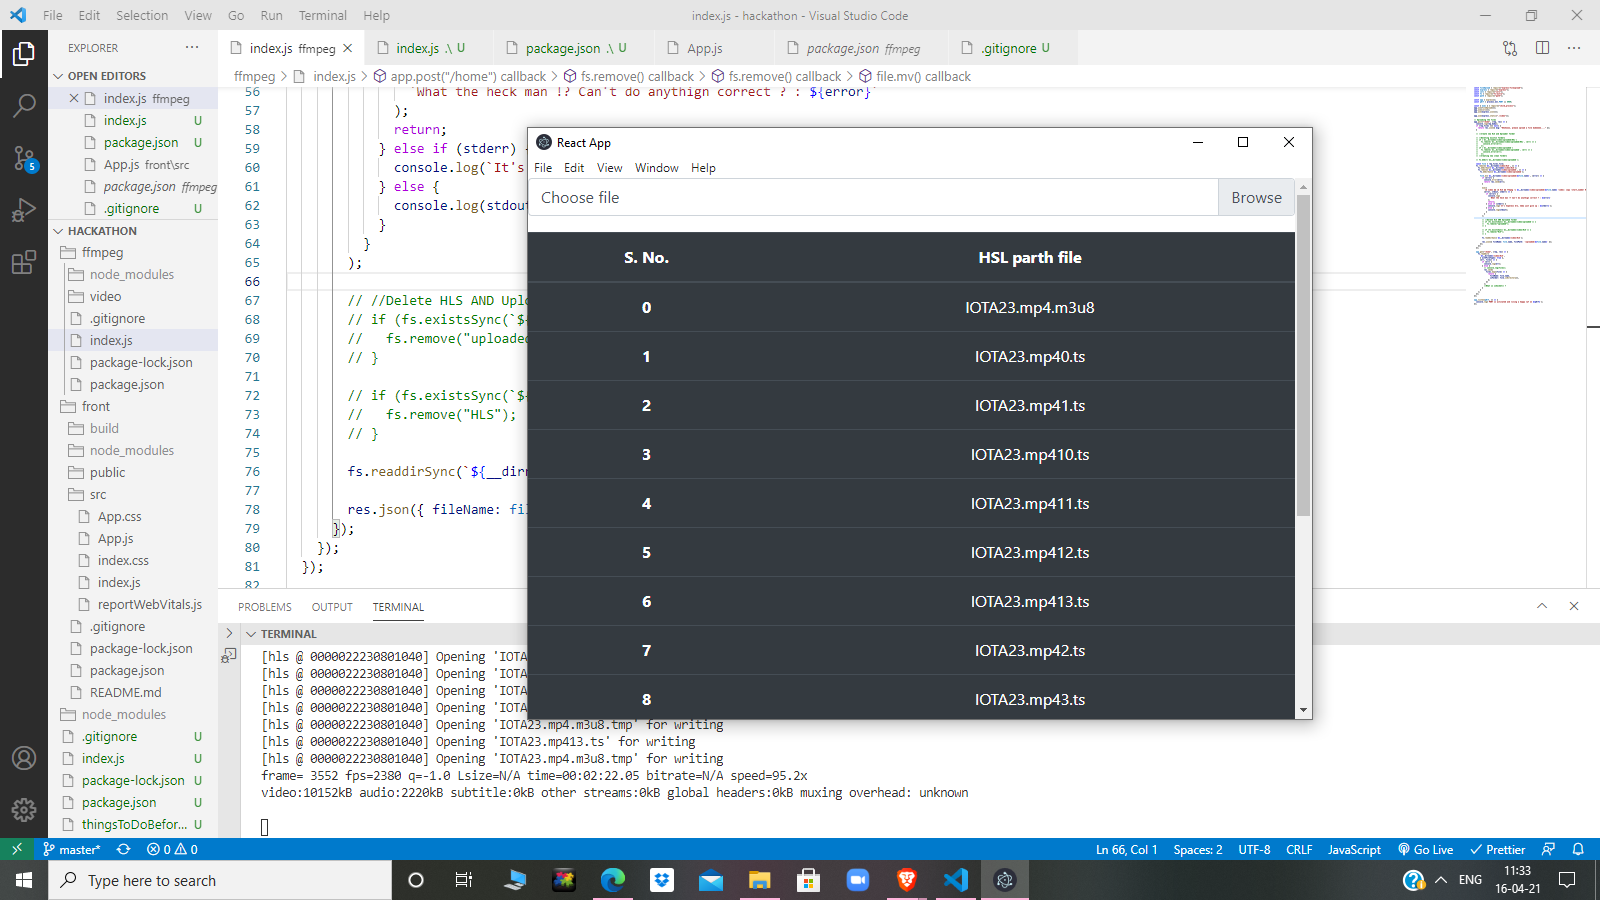 File Edit Selection View Go Run Terminal Help
index.js - hackathon - Visual Studio Code
EXPLORER
OPEN EDITORS
index.js ffmpeg
index.js U
package.json U
App.js front\src
package.json ffmpeg
.gitignore U
5
HACKATHON
ffmpeg
node_modules
video
.gitignore
index.js
package-lock.json
package.json
front
build
node_modules
public
src
App.css
App.js
index.css
index.js
reportWebVitals.js
.gitignore
package-lock.json
package.json
README.md
node_modules
.gitignore U
index.js U
package-lock.json U
package.json U
thingsToDoBefor... U
index.js ffmpeg
index.js .\ U
package.json .\ U
App.js
package.json ffmpeg
.gitignore U
ffmpeg > index.js > app.post("/home") callback > fs.remove() callback > fs.remove() callback > file.mv() callback
56 `What the heck man !? Can't do anythign correct ? : ${error}`
57 );
58 return;
59 } else if (stderr)
60 console.log(`It's
61 } else {
62 console.log(stdou
63 }
64 }
65 );
66
67 // //Delete HLS AND Uplo
68 // if (fs.existsSync(`$
69 // fs.remove("uploaded
70 // }
71
72 // if (fs.existsSync(`$
73 // fs.remove("HLS");
74 // }
75
76 fs.readdirSync(`${__dir
77
78 res.json({ fileName: fil
79 });
80 });
81 });
82
React App
File Edit View Window Help
Choose file Browse
S. No. HSL parth file
0 IOTA23.mp4.m3u8
1 IOTA23.mp40.ts
2 IOTA23.mp41.ts
3 IOTA23.mp410.ts
4 IOTA23.mp411.ts
5 IOTA23.mp412.ts
6 IOTA23.mp413.ts
7 IOTA23.mp42.ts
8 IOTA23.mp43.ts
PROBLEMS OUTPUT TERMINAL
TERMINAL
[hls @ 0000022230801040] Opening 'IOTA
[hls @ 0000022230801040] Opening 'IOTA
[hls @ 0000022230801040] Opening 'IOTA
[hls @ 0000022230801040] Opening 'IOTA
[hls @ 0000022230801040] Opening 'IOTA23.mp4.m3u8.tmp' for writing
[hls @ 0000022230801040] Opening 'IOTA23.mp413.ts' for writing
[hls @ 0000022230801040] Opening 'IOTA23.mp4.m3u8.tmp' for writing
frame= 3552 fps=2380 q=-1.0 Lsize=N/A time=00:02:22.05 bitrate=N/A speed=95.2x
video:10152kB audio:2220kB subtitle:0kB other streams:0kB global headers:0kB muxing overhead: unknown
master* 0 0 Ln 66, Col 1 Spaces: 2 UTF-8 CRLF JavaScript Go Live Prettier
Type here to search
ENG
11:33
16-04-21